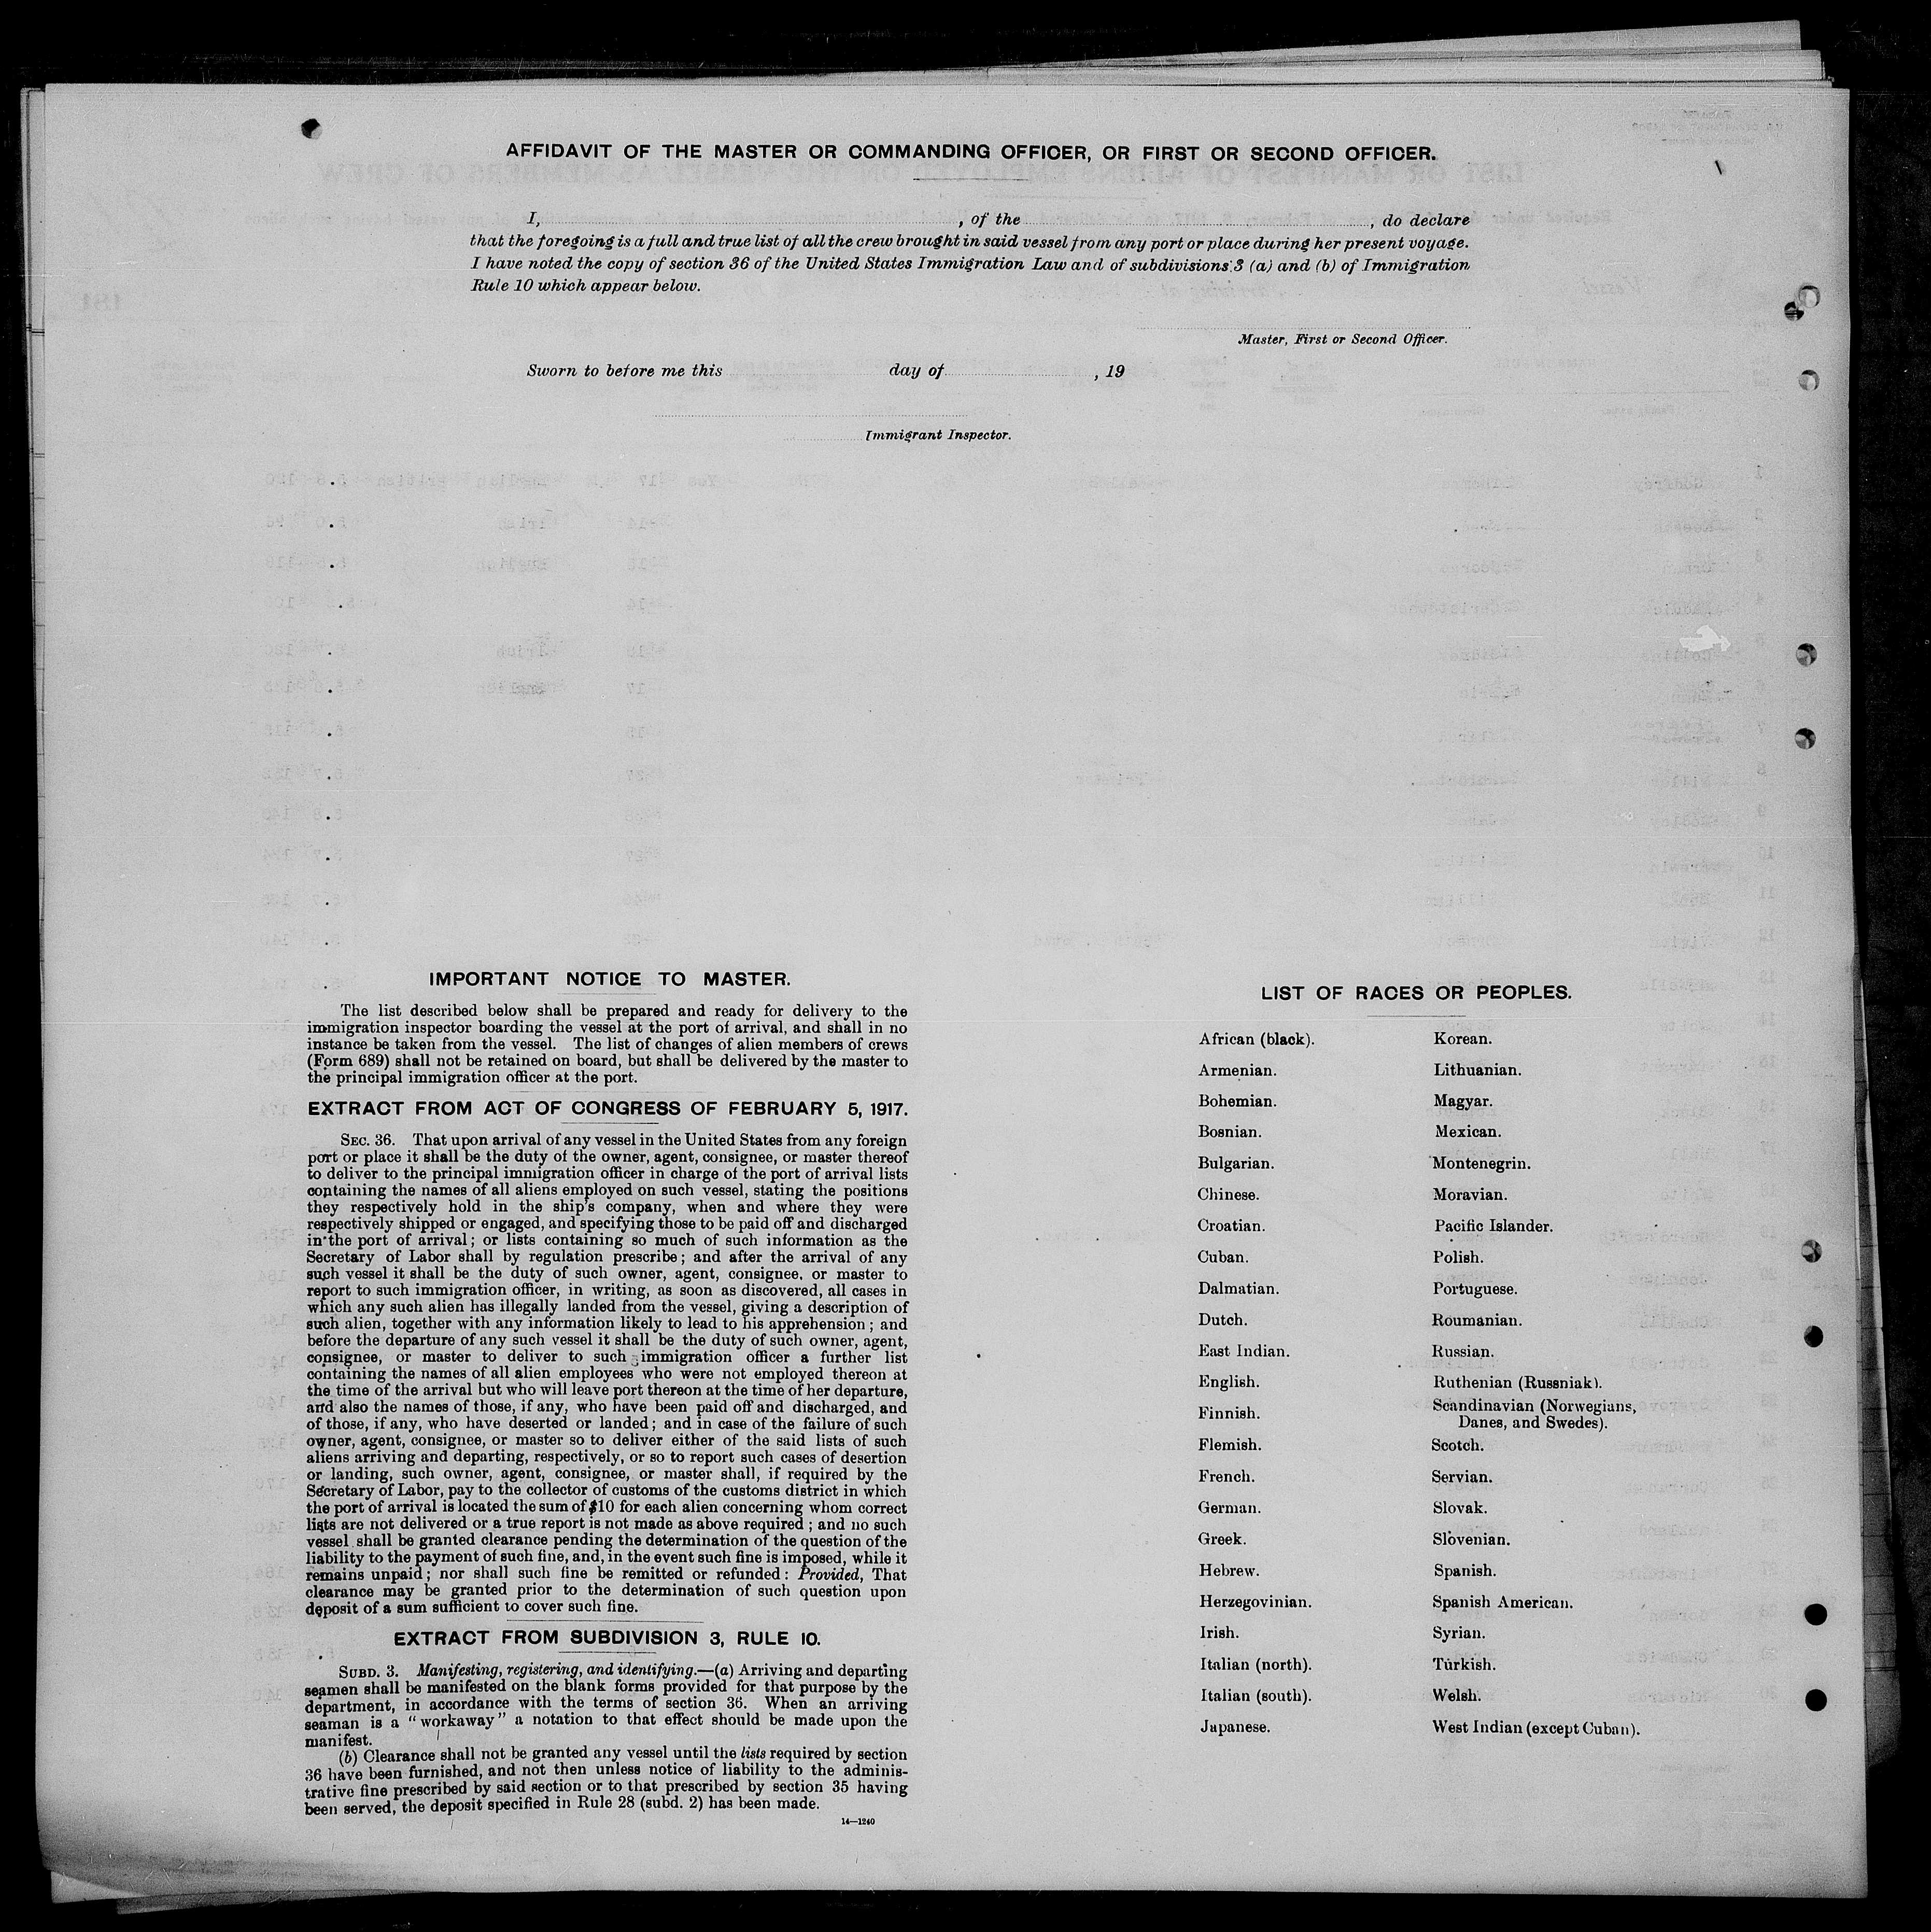 AFFIDAVIT OF THE MASTER OR COMMANDING OFFICER, OR FIRST OR SECOND OFFICER.
I, , of the , do declare
that the foregoing is a full and true list of all the crew brought in said vessel from any port or place during her present voyage.
I have noted the copy of section 36 of the United States Immigration Law and of subdivisions 3 (a) and (b) of Immigration
Rule 10 which appear below.
Master, First or Second Officer.
Sworn to before me this day of , 19
Immigrant Inspector.
IMPORTANT NOTICE TO MASTER.
The list described below shall be prepared and ready for delivery to the
immigration inspector boarding the vessel at the port of arrival, and shall in no
instance be taken from the vessel. The list of changes of alien members of crews
(Form 689) shall not be retained on board, but shall be delivered by the master to
the principal immigration officer at the port.
EXTRACT FROM ACT OF CONGRESS OF FEBRUARY 5, 1917.
SEC. 36. That upon arrival of any vessel in the United States from any foreign
port or place it shall be the duty of the owner, agent, consignee, or master thereof
to deliver to the principal immigration officer in charge of the port of arrival lists
containing the names of all aliens employed on such vessel, stating the positions
they respectively hold in the ship's company, when and where they were
respectively shipped or engaged, and specifying those to be paid off and discharged
in the port of arrival; or lists containing so much of such information as the
Secretary of Labor shall by regulation prescribe; and after the arrival of any
such vessel it shall be the duty of such owner, agent, consignee, or master to
report to such immigration officer, in writing, as soon as discovered, all cases in
which any such alien has illegally landed from the vessel, giving a description of
such alien, together with any information likely to lead to his apprehension; and
before the departure of any such vessel it shall be the duty of such owner, agent,
consignee, or master to deliver to such immigration officer a further list
containing the names of all alien employees who were not employed thereon at
the time of the arrival but who will leave port thereon at the time of her departure,
and also the names of those, if any, who have been paid off and discharged, and
of those, if any, who have deserted or landed; and in case of the failure of such
owner, agent, consignee, or master so to deliver either of the said lists of such
aliens arriving and departing, respectively, or so to report such cases of desertion
or landing, such owner, agent, consignee, or master shall, if required by the
Secretary of Labor, pay to the collector of customs of the customs district in which
the port of arrival is located the sum of $10 for each alien concerning whom correct
lists are not delivered or a true report is not made as above required; and no such
vessel shall be granted clearance pending the determination of the question of the
liability to the payment of such fine, and, in the event such fine is imposed, while it
remains unpaid; nor shall such fine be remitted or refunded: Provided, That
clearance may be granted prior to the determination of such question upon
deposit of a sum sufficient to cover such fine.
EXTRACT FROM SUBDIVISION 3, RULE 10.
SUBD. 3. Manifesting, registering, and identifying.—(a) Arriving and departing
seamen shall be manifested on the blank forms provided for that purpose by the
department, in accordance with the terms of section 36. When an arriving
seaman is a "workaway" a notation to that effect should be made upon the
manifest.
(b) Clearance shall not be granted any vessel until the lists required by section
36 have been furnished, and not then unless notice of liability to the adminis-
trative fine prescribed by said section or to that prescribed by section 35 having
been served, the deposit specified in Rule 28 (subd. 2) has been made.
14—1240
LIST OF RACES OR PEOPLES.
African (black).
Armenian.
Bohemian.
Bosnian.
Bulgarian.
Chinese.
Croatian.
Cuban.
Dalmatian.
Dutch.
East Indian.
English.
Finnish.
Flemish.
French.
German.
Greek.
Hebrew.
Herzegovinian.
Irish.
Italian (north).
Italian (south).
Japanese.
Korean.
Lithuanian.
Magyar.
Mexican.
Montenegrin.
Moravian.
Pacific Islander.
Polish.
Portuguese.
Roumanian.
Russian.
Ruthenian (Russniak).
Scandinavian (Norwegians,
Danes, and Swedes).
Scotch.
Servian.
Slovak.
Slovenian.
Spanish.
Spanish American.
Syrian.
Turkish.
Welsh.
West Indian (except Cuban).